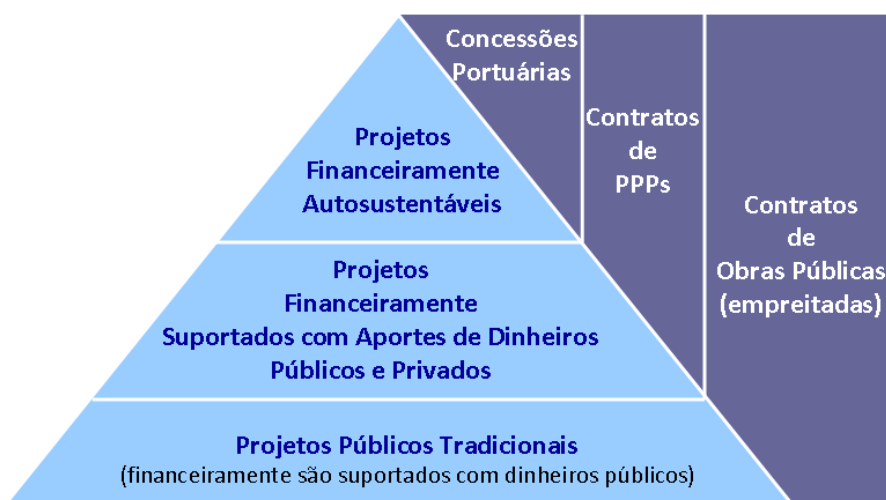 Concessões
Portuárias
Contratos
de
PPPs
Contratos
de
Obras Públicas
(empreitadas)
Projetos
Financeiramente
Autosustentáveis
Projetos
Financeiramente
Suportados com Aportes de Dinheiros
Públicos e Privados
Projetos Públicos Tradicionais
(financeiramente são suportados com dinheiros públicos)